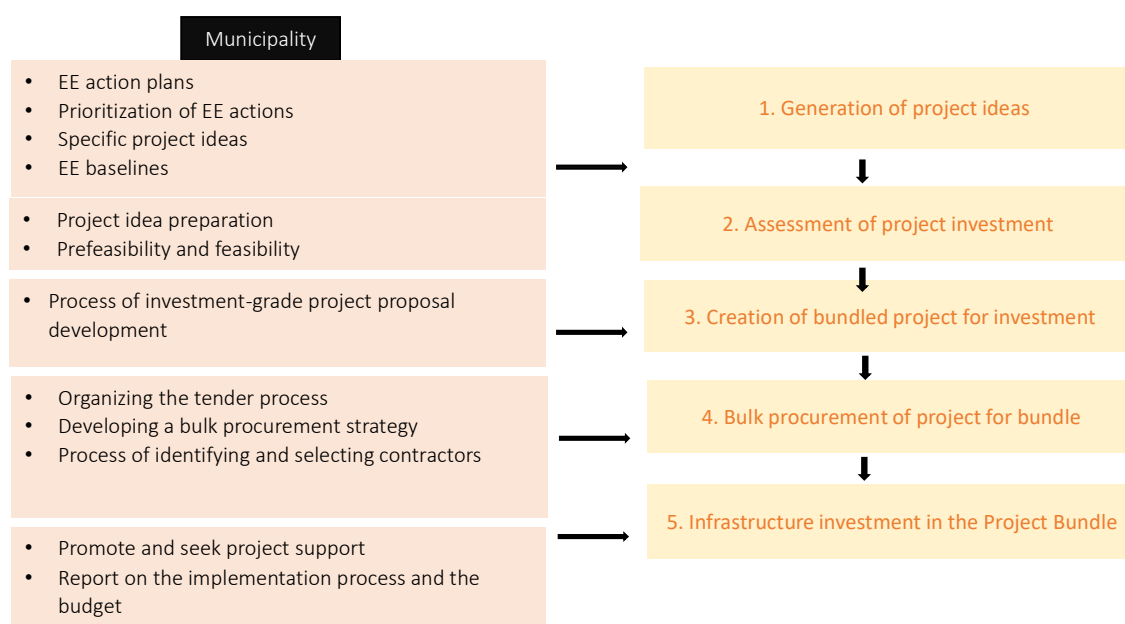 Municipality
• EE action plans
• Prioritization of EE actions
• Specific project ideas
• EE baselines
• Project idea preparation
• Prefeasibility and feasibility
• Process of investment-grade project proposal
development
• Organizing the tender process
• Developing a bulk procurement strategy
• Process of identifying and selecting contractors
• Promote and seek project support
• Report on the implementation process and the
budget
1. Generation of project ideas
2. Assessment of project investment
3. Creation of bundled project for investment
4. Bulk procurement of project for bundle
5. Infrastructure investment in the Project Bundle